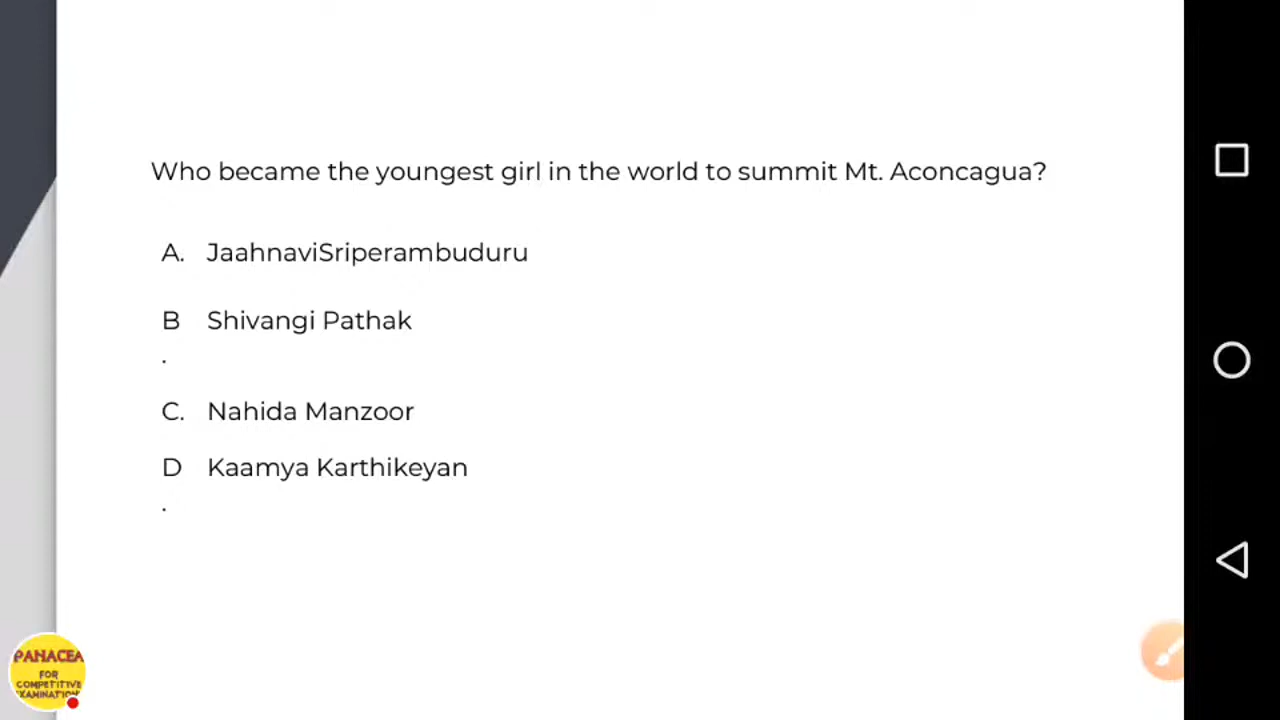 Who became the youngest girl in the world to summit Mt. Aconcagua?
A. JaahnaviSriperambuduru
B Shivangi Pathak
.
C. Nahida Manzoor
D Kaamya Karthikeyan
.
PANACEA
FOR
COMPETITIVE
EXAMINATION